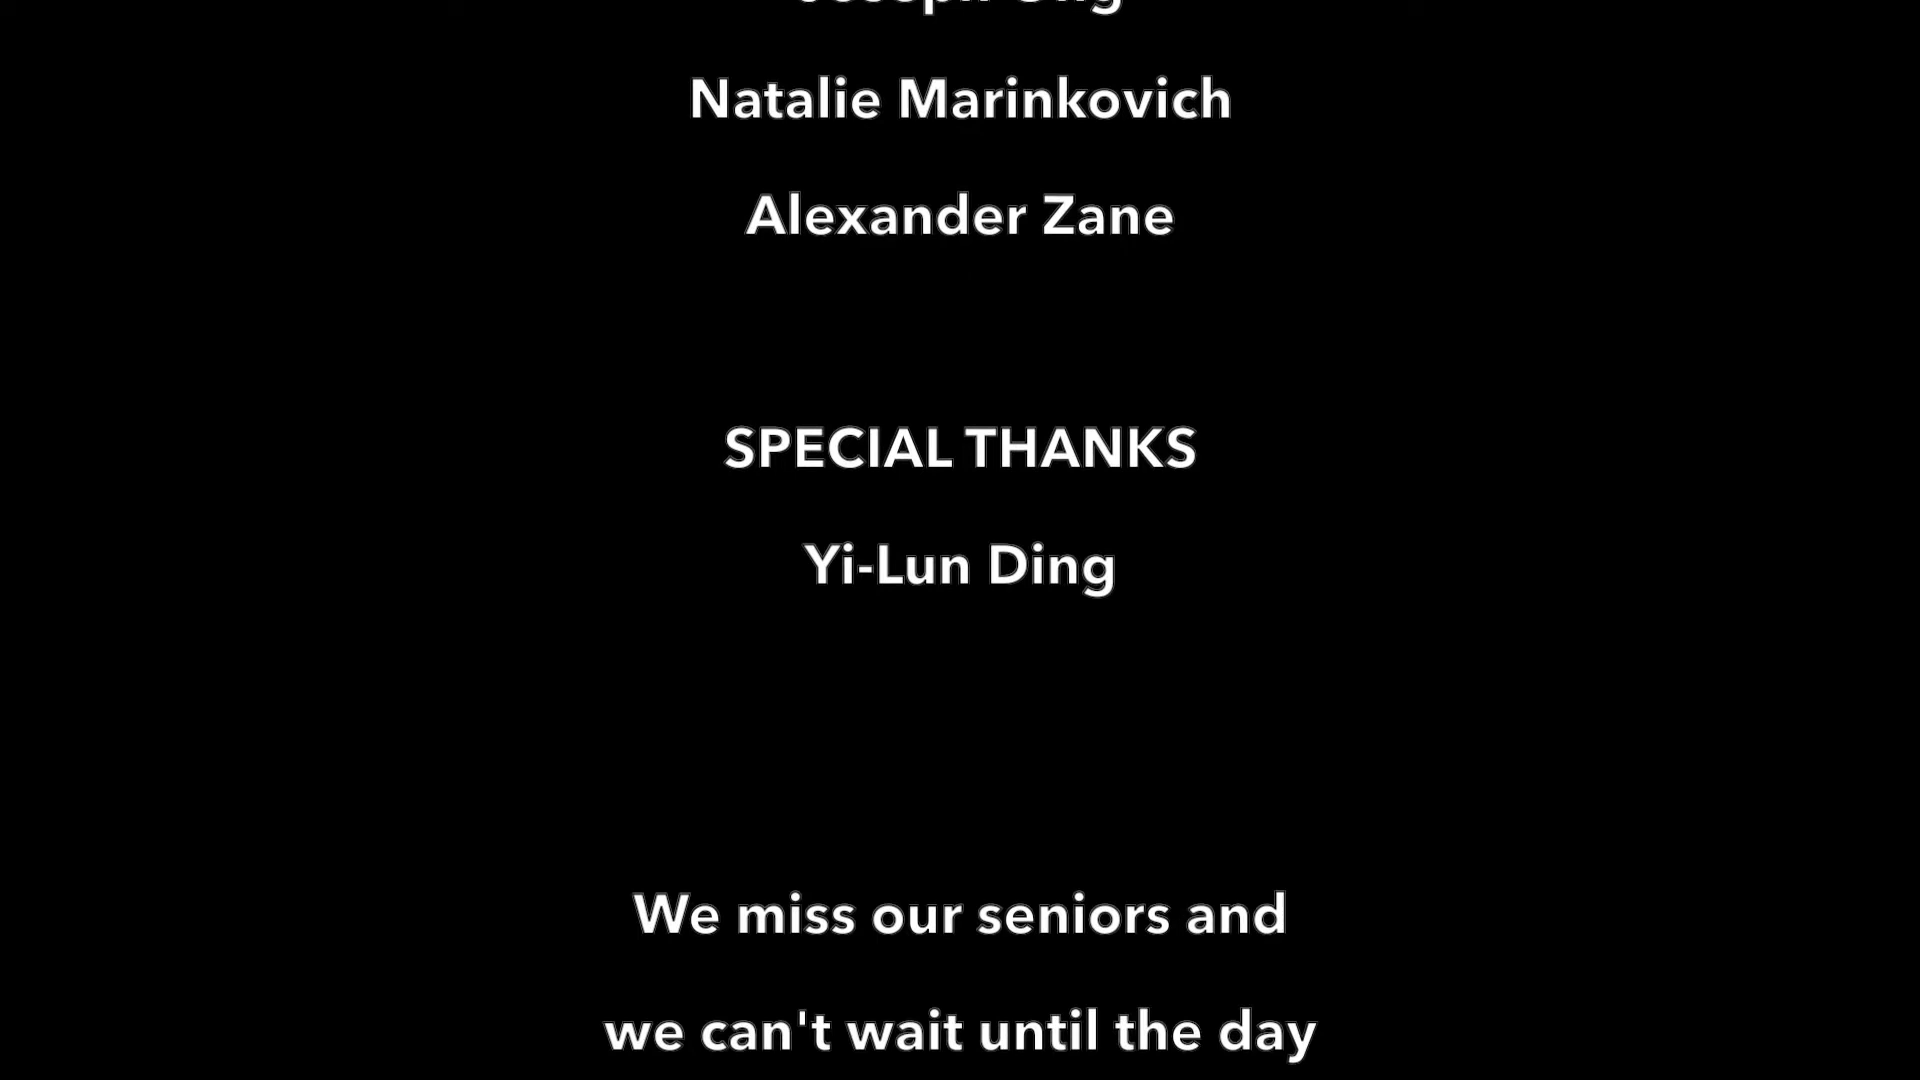 Natalie Marinkovich
Alexander Zane
SPECIAL THANKS
Yi-Lun Ding
We miss our seniors and
we can't wait until the day